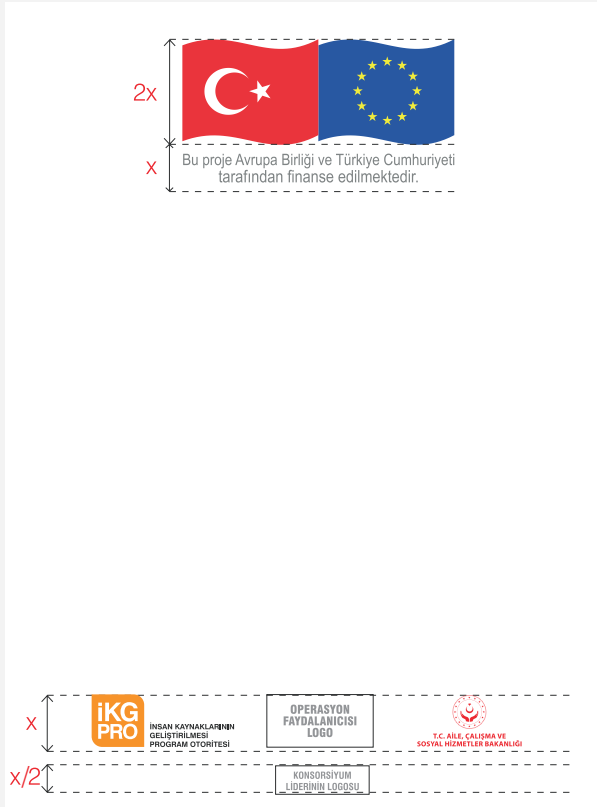 2x
x
Bu proje Avrupa Birliği ve Türkiye Cumhuriyeti
tarafından finanse edilmektedir.
x
iKG
PRO
İNSAN KAYNAKLARININ
GELİŞTİRİLMESİ
PROGRAM OTORİTESİ
OPERASYON
FAYDALANICISI
LOGO
T.C. AİLE, ÇALIŞMA VE
SOSYAL HİZMETLER BAKANLIĞI
x/2
KONSORSİYUM
LİDERİNİN LOGOSU